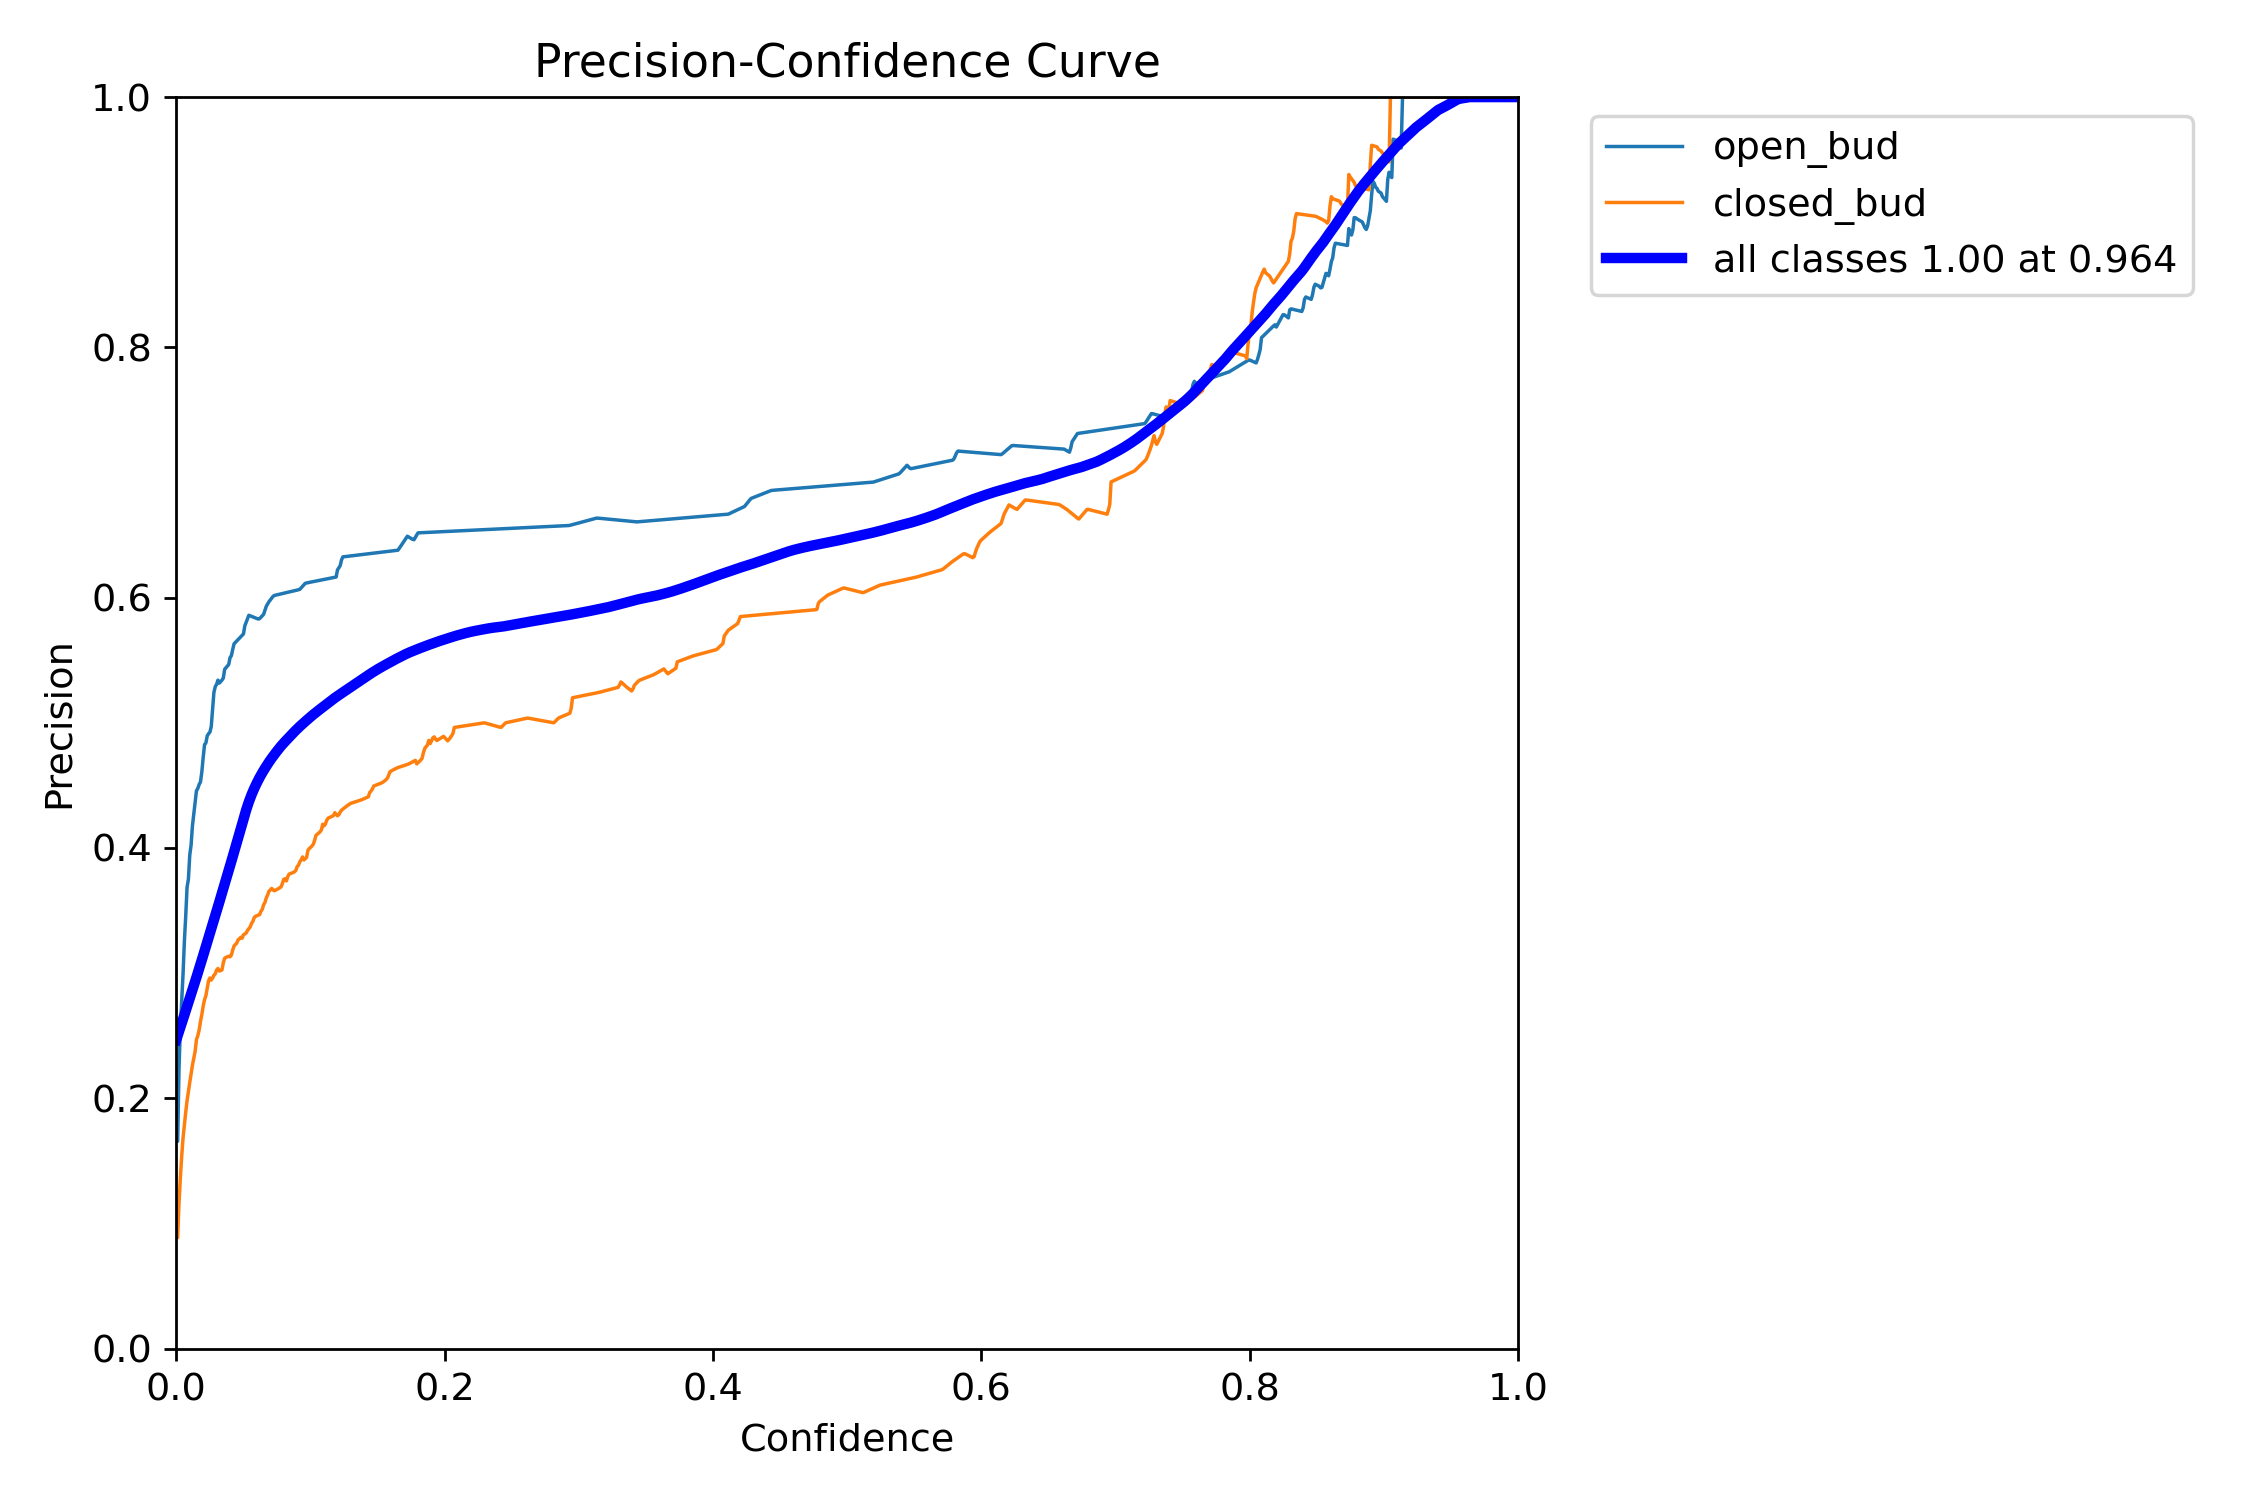 Precision-Confidence Curve
1.0
0.8
0.6
0.4
0.2
0.0
Precision
0.0 0.2 0.4 0.6 0.8 1.0
Confidence
open_bud
closed_bud
all classes 1.00 at 0.964